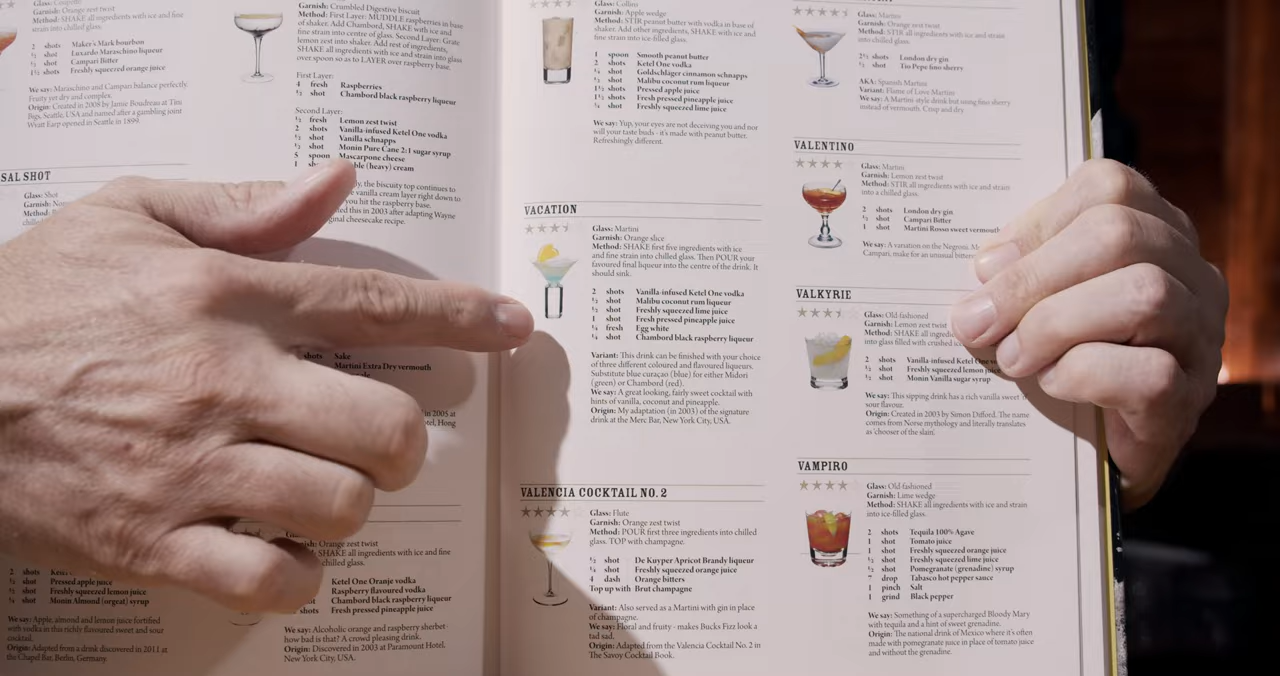 Garnish: Orange zest twist
Method: SHAKE all ingredients and fine
strain into chilled glass.
2 shots Maker's Mark bourbon
½ shot Luxardo Maraschino liqueur
½ shot Campari Bitter
1½ shots Freshly squeezed orange juice
We say: Maraschino and Campari balance perfectly.
Fruity yet dry and complex.
Origin: Created in 2008 by Jamie Boudreau at Tini
Bigs, Seattle, USA and named after a gambling joint
Wyatt Earp opened in Seattle in 1899.
SAL SHOT
Glass: Shot
Garnish:
Method:
2 shots
¾ shot Pressed apple juice
½ shot Freshly squeezed lime juice
¼ shot Monin Almond (orgeat) syrup
We say: Apple, almond and lemon juice fortified
with vodka in this richly flavoured sweet and sour
cocktail.
Origin: Adapted from a drink discovered in 2011 at
the Chapel Bar, Berlin, Germany.
Garnish: Crumbled Digestive biscuit
Method: First Layer: MUDDLE raspberries in base
of shaker. Add Chambord, SHAKE with ice and
fine strain into centre of glass. Second Layer: Grate
lemon zest into shaker. Add rest of ingredients,
SHAKE all ingredients with ice and strain into glass
over spoon so as to LAYER over raspberry base.
First Layer:
4 fresh Raspberries
½ shot Chambord black raspberry liqueur
Second Layer:
½ fresh Lemon zest twist
2 shots Vanilla-infused Ketel One vodka
½ shot Vanilla schnapps
½ shot Monin Pure Cane 2:1 sugar syrup
5 spoon Mascarpone cheese
1 (heavy) cream
the biscuity top continues to
vanilla cream layer right down to
you hit the raspberry base.
this in 2003 after adapting Wayne
cheesecake recipe.
shots Sake
Martini Extra Dry vermouth
in 2005 at
Hotel, Hong
Orange zest twist
SHAKE all ingredients with ice and fine
strain into chilled glass.
Ketel One Oranje vodka
Raspberry flavoured vodka
Chambord black raspberry liqueur
shots Fresh pressed pineapple juice
We say: Alcoholic orange and raspberry sherbet-
how bad is that? A crowd pleasing drink.
Origin: Discovered in 2003 at Paramount Hotel,
New York City, USA.
Glass: Collins
Garnish: Apple wedge
Method: STIR peanut butter with vodka in base of
shaker. Add other ingredients, SHAKE with ice and
fine strain into ice-filled glass.
1 spoon Smooth peanut butter
2 shots Ketel One vodka
¼ shot Goldschläger cinnamon schnapps
½ shot Malibu coconut rum liqueur
1½ shots Pressed apple juice
1½ shots Fresh pressed pineapple juice
¼ shot Freshly squeezed lime juice
We say: Yup, your eyes are not deceiving you and nor
will your taste buds - it's made with peanut butter.
Refreshingly different.
VACATION
Glass: Martini
Garnish: Orange slice
Method: SHAKE first five ingredients with ice
and fine strain into chilled glass. Then POUR your
favoured final liqueur into the centre of the drink. It
should sink.
2 shots Vanilla-infused Ketel One vodka
½ shot Malibu coconut rum liqueur
½ shot Freshly squeezed lime juice
1 shot Fresh pressed pineapple juice
¼ fresh Egg white
¼ shot Chambord black raspberry liqueur
Variant: This drink can be finished with your choice
of three different coloured and flavoured liqueurs.
Substitute blue curaçao (blue) for either Midori
(green) or Chambord (red).
We say: A great looking, fairly sweet cocktail with
hints of vanilla, coconut and pineapple.
Origin: My adaptation (in 2003) of the signature
drink at the Merc Bar, New York City, USA.
VALENCIA COCKTAIL NO. 2
Glass: Flute
Garnish: Orange zest twist
Method: POUR first three ingredients into chilled
glass. TOP with champagne.
½ shot De Kuyper Apricot Brandy liqueur
¼ shot Freshly squeezed orange juice
4 dash Orange bitters
Top up with Brut champagne
Variant: Also served as a Martini with gin in place
of champagne.
We say: Floral and fruity - makes Bucks Fizz look a
tad sad.
Origin: Adapted from the Valencia Cocktail No. 2 in
The Savoy Cocktail Book.
Glass: Martini
Garnish: Orange zest twist
Method: STIR all ingredients with ice and strain
into chilled glass.
2½ shots London dry gin
½ shot Tio Pepe fino sherry
AKA: Spanish Martini
Variant: Flame of Love Martini
We say: A Martini style drink but using fino sherry
instead of vermouth. Crisp and dry.
VALENTINO
Glass: Martini
Garnish: Lemon zest twist
Method: STIR all ingredients with ice and strain
into a chilled glass.
2 shots London dry gin
½ shot Campari Bitter
1 shot Martini Rosso sweet vermouth
We say: A variation on the Negroni.
Campari, make for an unusual
VALKYRIE
Glass: Old-fashioned
Garnish: Lemon zest twist
Method: SHAKE all
into glass filled with crushed
2 shots Vanilla-infused Ketel One
½ shot Freshly squeezed lemon juice
½ shot Monin Vanilla sugar syrup
We say: This sipping drink has a rich vanilla sweet
sour flavour.
Origin: Created in 2003 by Simon Difford. The name
comes from Norse mythology and literally translates
as 'chooser of the slain'.
VAMPIRO
Glass: Old-fashioned
Garnish: Lime wedge
Method: SHAKE all ingredients with ice and strain
into ice-filled glass.
2 shots Tequila 100% Agave
1 shot Tomato juice
1 shot Freshly squeezed orange juice
½ shot Freshly squeezed lime juice
½ shot Pomegranate (grenadine) syrup
7 drop Tabasco hot pepper sauce
1 pinch Salt
1 grind Black pepper
We say: Something of a supercharged Bloody Mary
with tequila and a hint of sweet grenadine.
Origin: The national drink of Mexico where it's often
made with pomegranate juice in place of tomato juice
and without the grenadine.